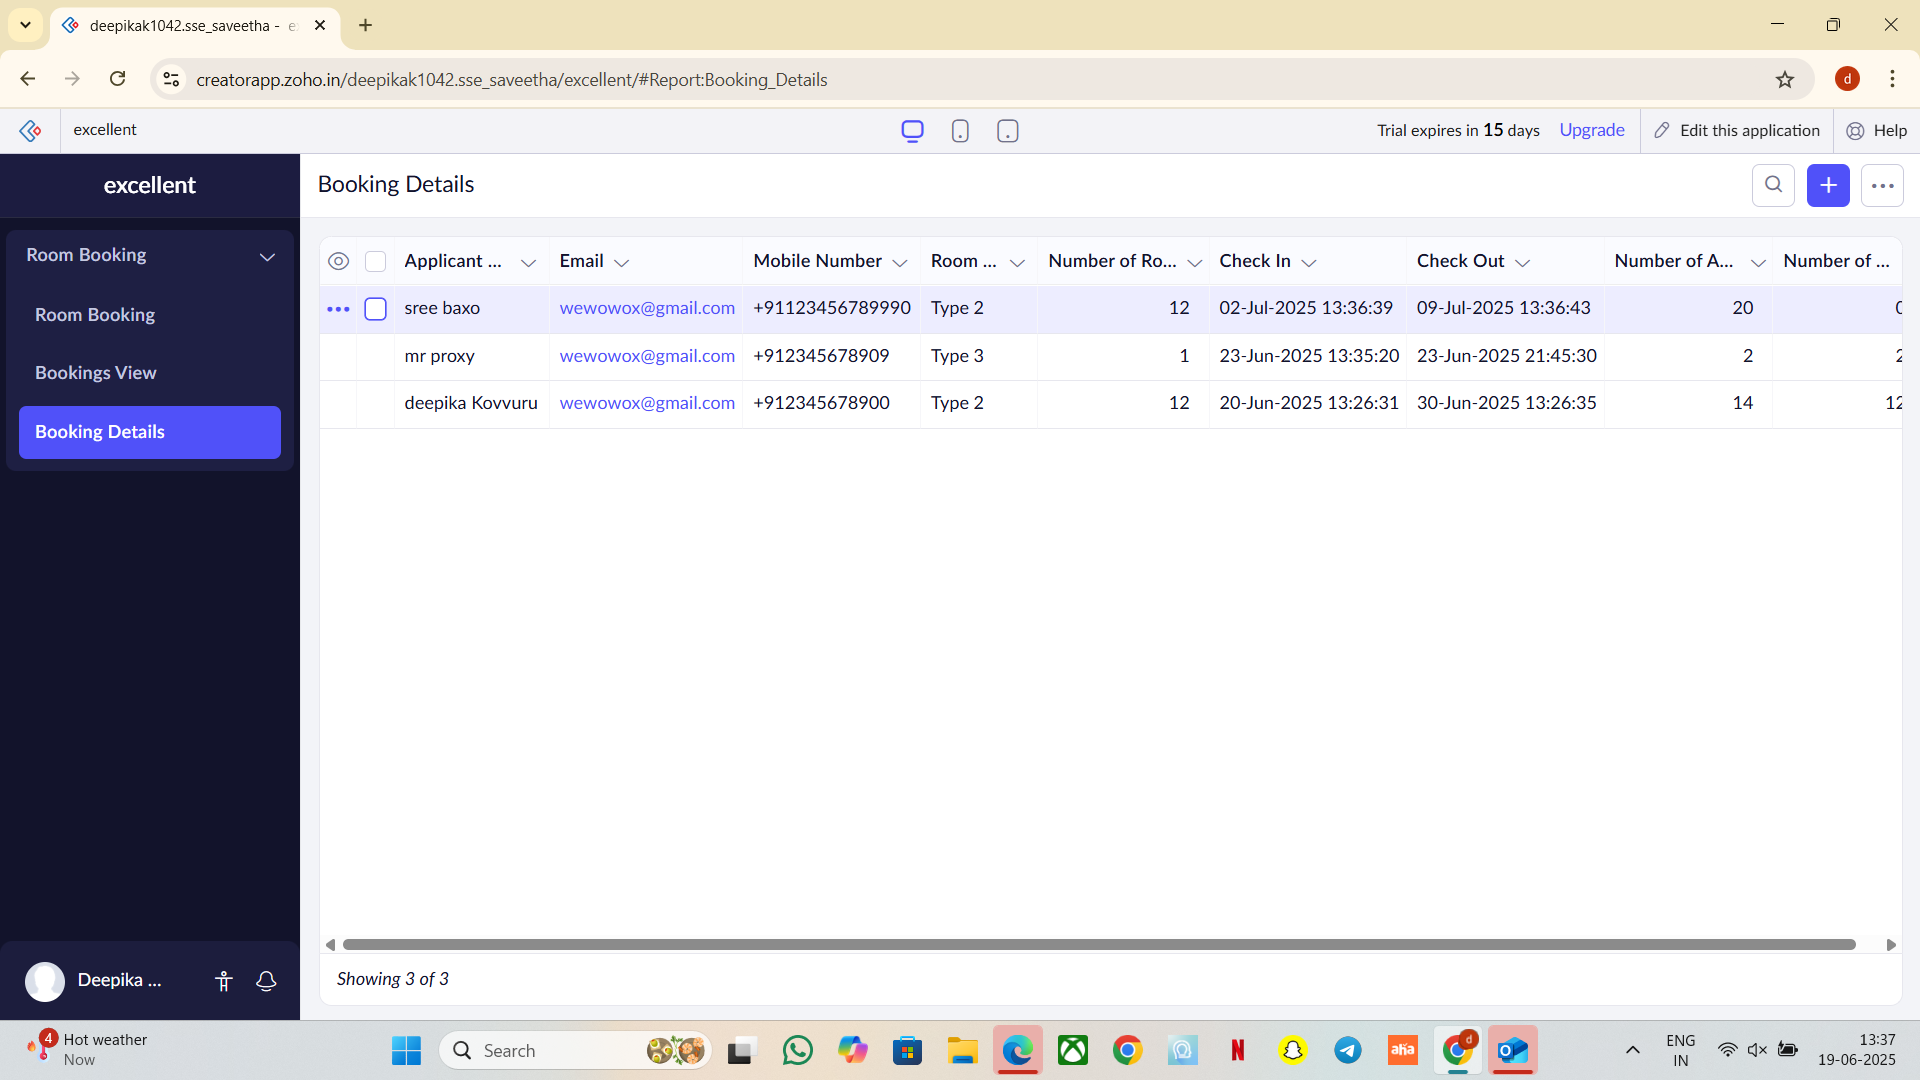 deepikak1042.sse_saveetha - e
creatorapp.zoho.in/deepikak1042.sse_saveetha/excellent/#Report:Booking_Details
d
excellent
Trial expires in 15 days
Upgrade
Edit this application
Help
excellent
Room Booking
Room Booking
Bookings View
Booking Details
Deepika ...
Booking Details
Applicant ... Email Mobile Number Room ... Number of Ro... Check In Check Out Number of A... Number of ...
sree baxo wewowox@gmail.com +91123456789990 Type 2 12 02-Jul-2025 13:36:39 09-Jul-2025 13:36:43 20 0
mr proxy wewowox@gmail.com +912345678909 Type 3 1 23-Jun-2025 13:35:20 23-Jun-2025 21:45:30 2 2
deepika Kovvuru wewowox@gmail.com +912345678900 Type 2 12 20-Jun-2025 13:26:31 30-Jun-2025 13:26:35 14 12
Showing 3 of 3
4
Hot weather
Now
Search
N
aha
d
ENG
IN
13:37
19-06-2025